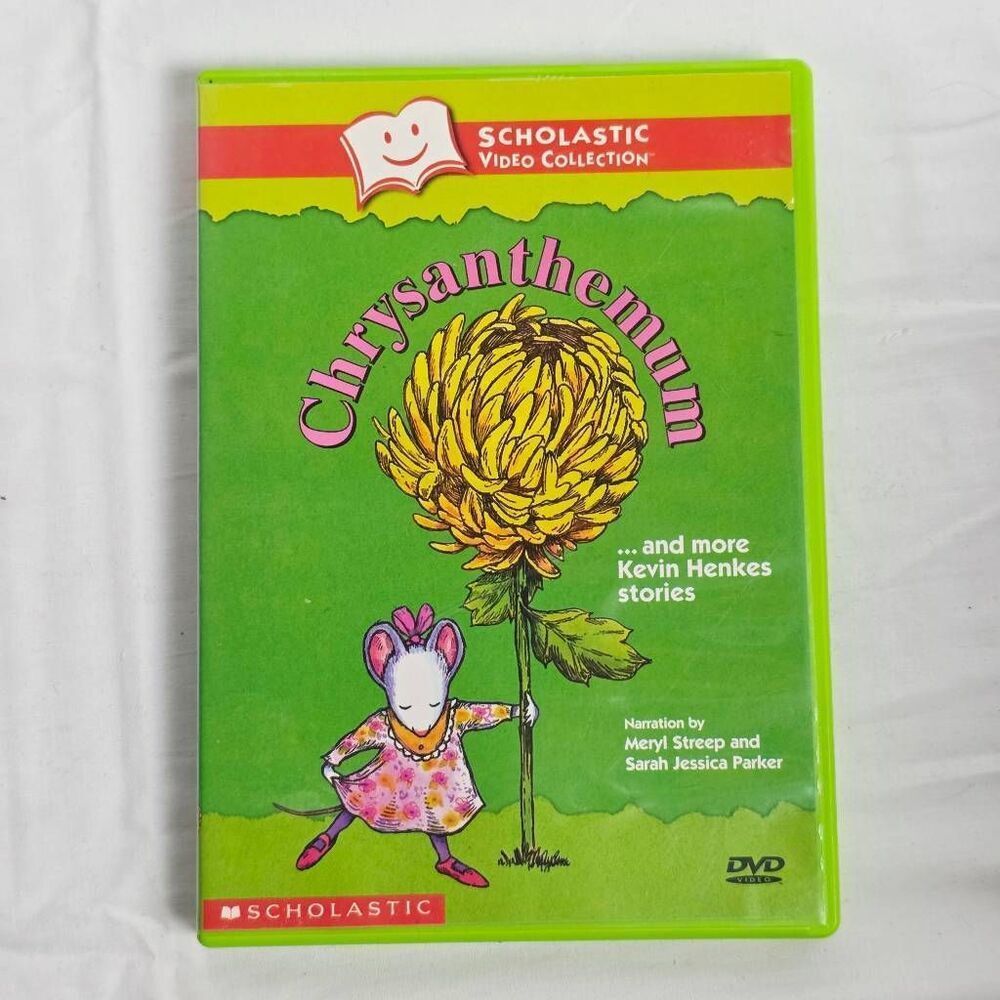 SCHOLASTIC
VIDEO COLLECTION™
Chrysanthemum
... and more
Kevin Henkes
stories
Narration by
Meryl Streep and
Sarah Jessica Parker
DVD
VIDEO
SCHOLASTIC